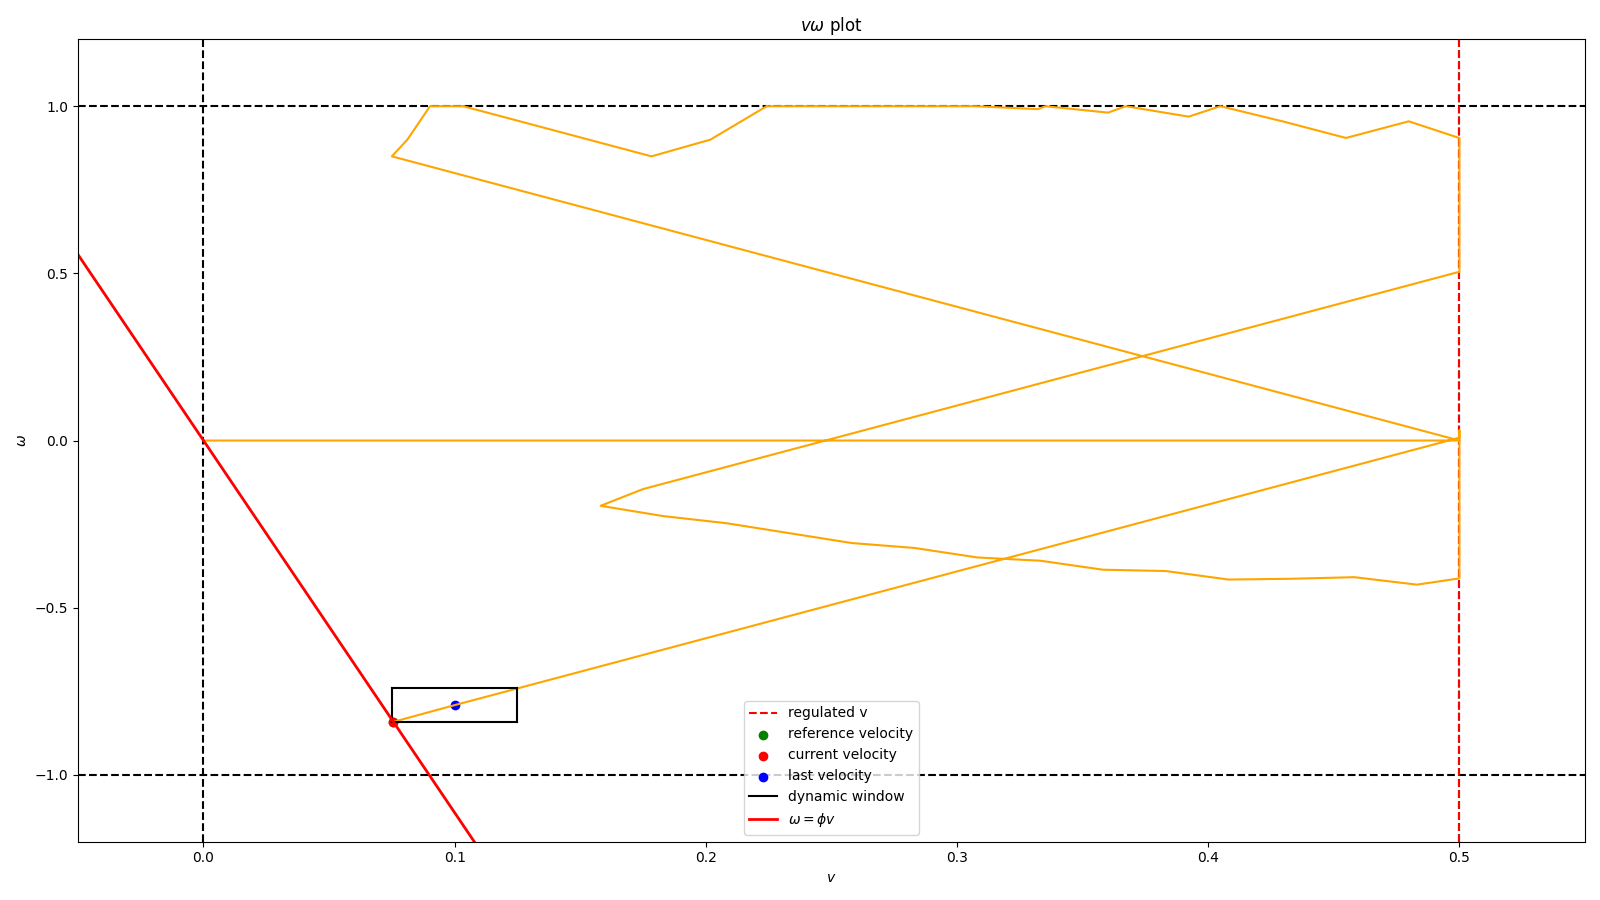 vω plot
1.0
0.5
0.0
−0.5
−1.0
ω
regulated v
reference velocity
current velocity
last velocity
dynamic window
ω = ϕv
0.0 0.1 0.2 0.3 0.4 0.5
v